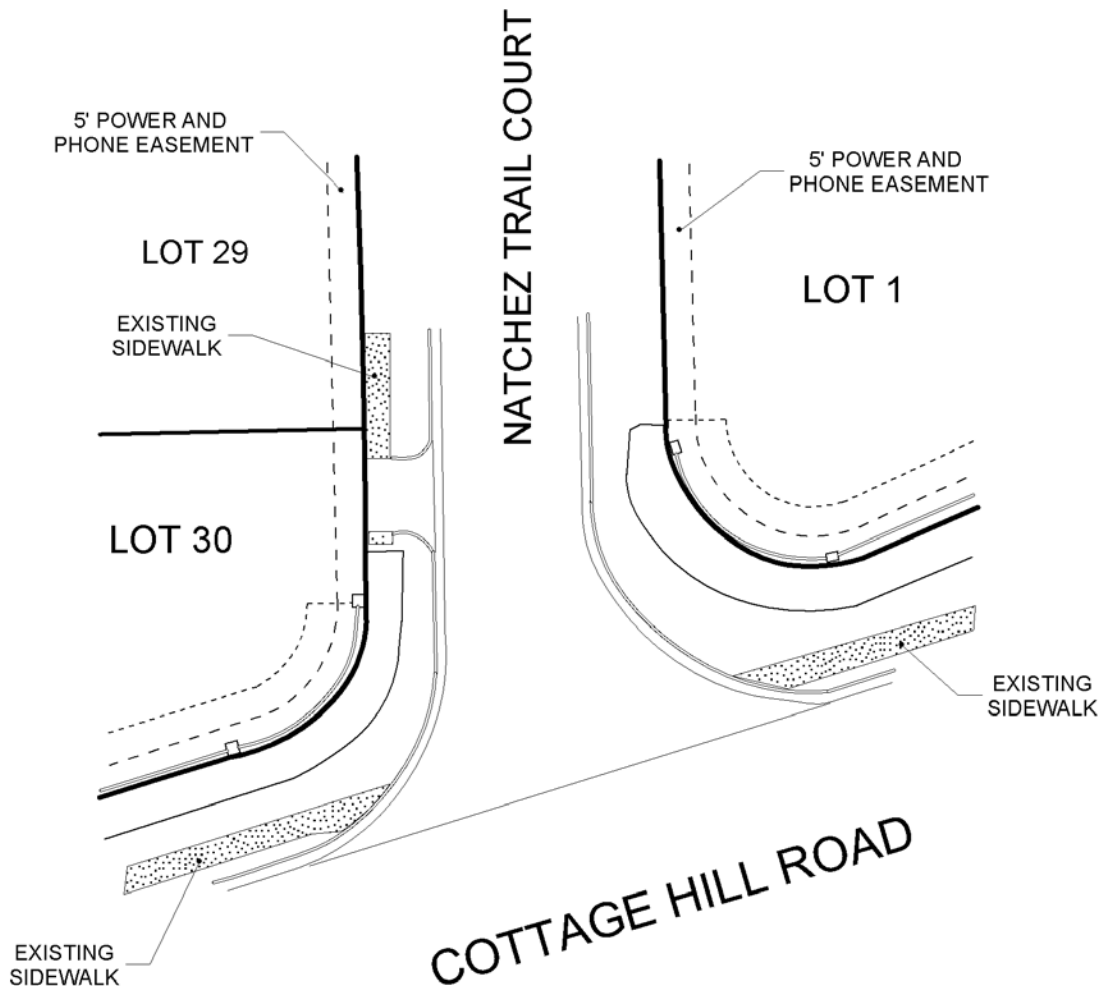 NATCHEZ TRAIL COURT
5' POWER AND
PHONE EASEMENT
5' POWER AND
PHONE EASEMENT
LOT 29
LOT 1
EXISTING
SIDEWALK
LOT 30
EXISTING
SIDEWALK
COTTAGE HILL ROAD
EXISTING
SIDEWALK